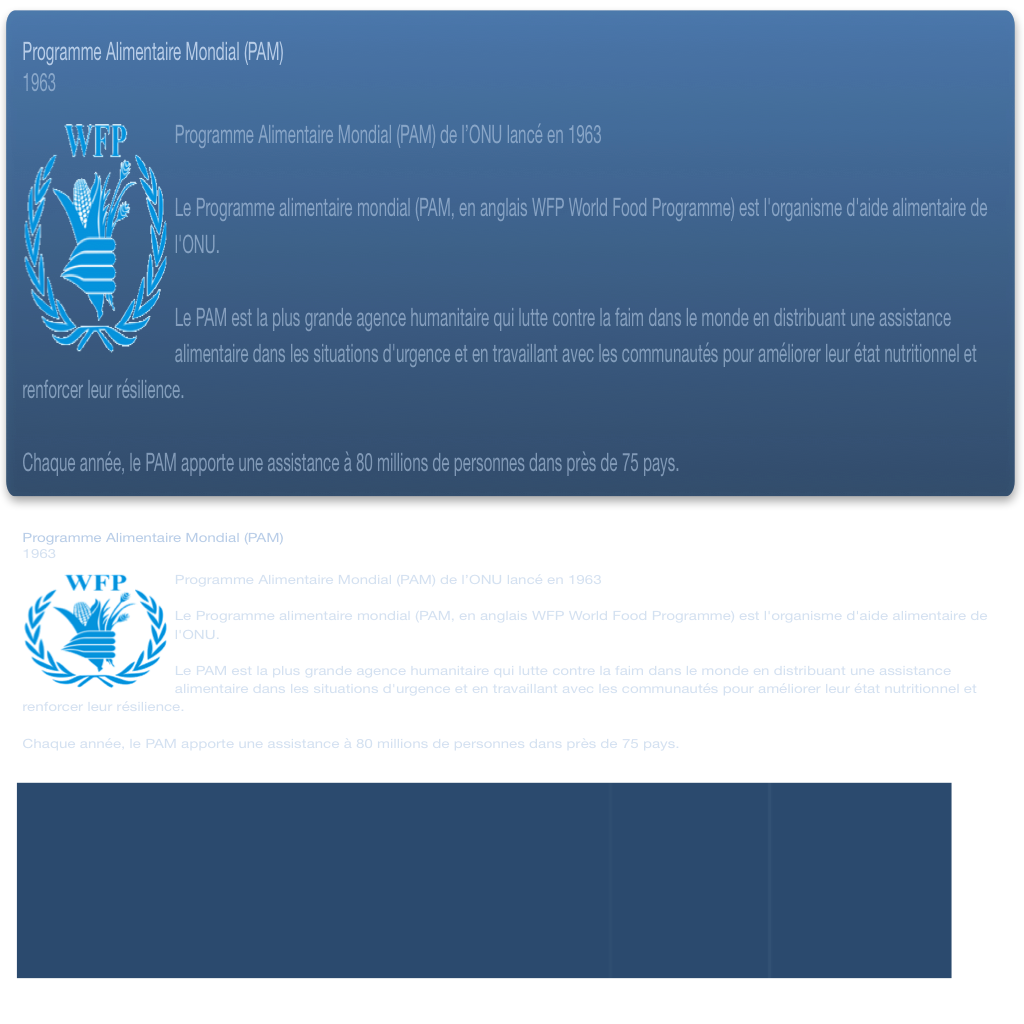 Programme Alimentaire Mondial (PAM)
1963
WFP
Programme Alimentaire Mondial (PAM) de l’ONU lancé en 1963
Le Programme alimentaire mondial (PAM, en anglais WFP World Food Programme) est l'organisme d'aide alimentaire de
l'ONU.
Le PAM est la plus grande agence humanitaire qui lutte contre la faim dans le monde en distribuant une assistance
alimentaire dans les situations d'urgence et en travaillant avec les communautés pour améliorer leur état nutritionnel et
renforcer leur résilience.
Chaque année, le PAM apporte une assistance à 80 millions de personnes dans près de 75 pays.
Programme Alimentaire Mondial (PAM)
1963
WFP
Programme Alimentaire Mondial (PAM) de l’ONU lancé en 1963
Le Programme alimentaire mondial (PAM, en anglais WFP World Food Programme) est l'organisme d'aide alimentaire de
l'ONU.
Le PAM est la plus grande agence humanitaire qui lutte contre la faim dans le monde en distribuant une assistance
alimentaire dans les situations d'urgence et en travaillant avec les communautés pour améliorer leur état nutritionnel et
renforcer leur résilience.
Chaque année, le PAM apporte une assistance à 80 millions de personnes dans près de 75 pays.